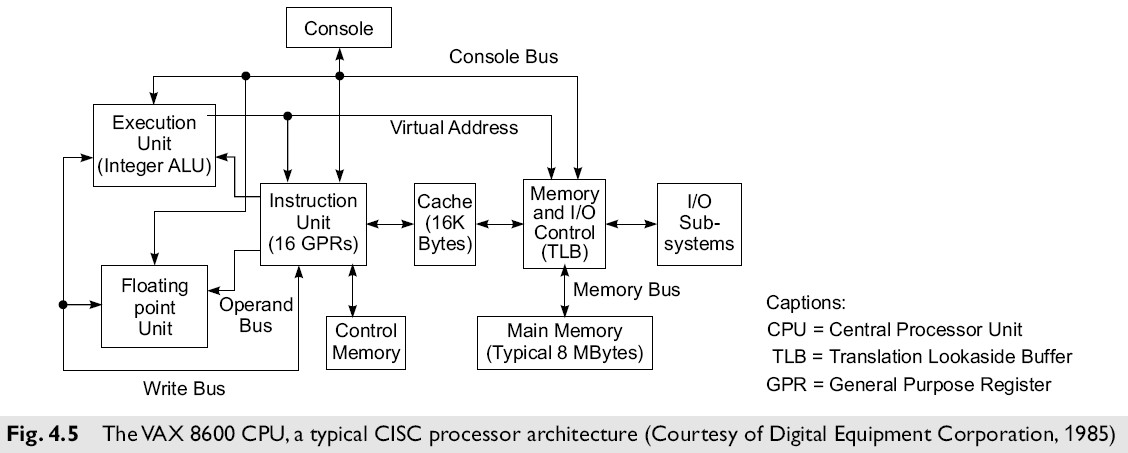 Console
Console Bus
Execution
Unit
(Integer ALU)
Virtual Address
Instruction
Unit
(16 GPRs)
Cache
(16K
Bytes)
Memory
and I/O
Control
(TLB)
I/O
Sub-
systems
Floating
point
Unit
Operand
Bus
Control
Memory
Memory Bus
Main Memory
(Typical 8 MBytes)
Write Bus
Captions:
CPU = Central Processor Unit
TLB = Translation Lookaside Buffer
GPR = General Purpose Register
Fig. 4.5 The VAX 8600 CPU, a typical CISC processor architecture (Courtesy of Digital Equipment Corporation, 1985)